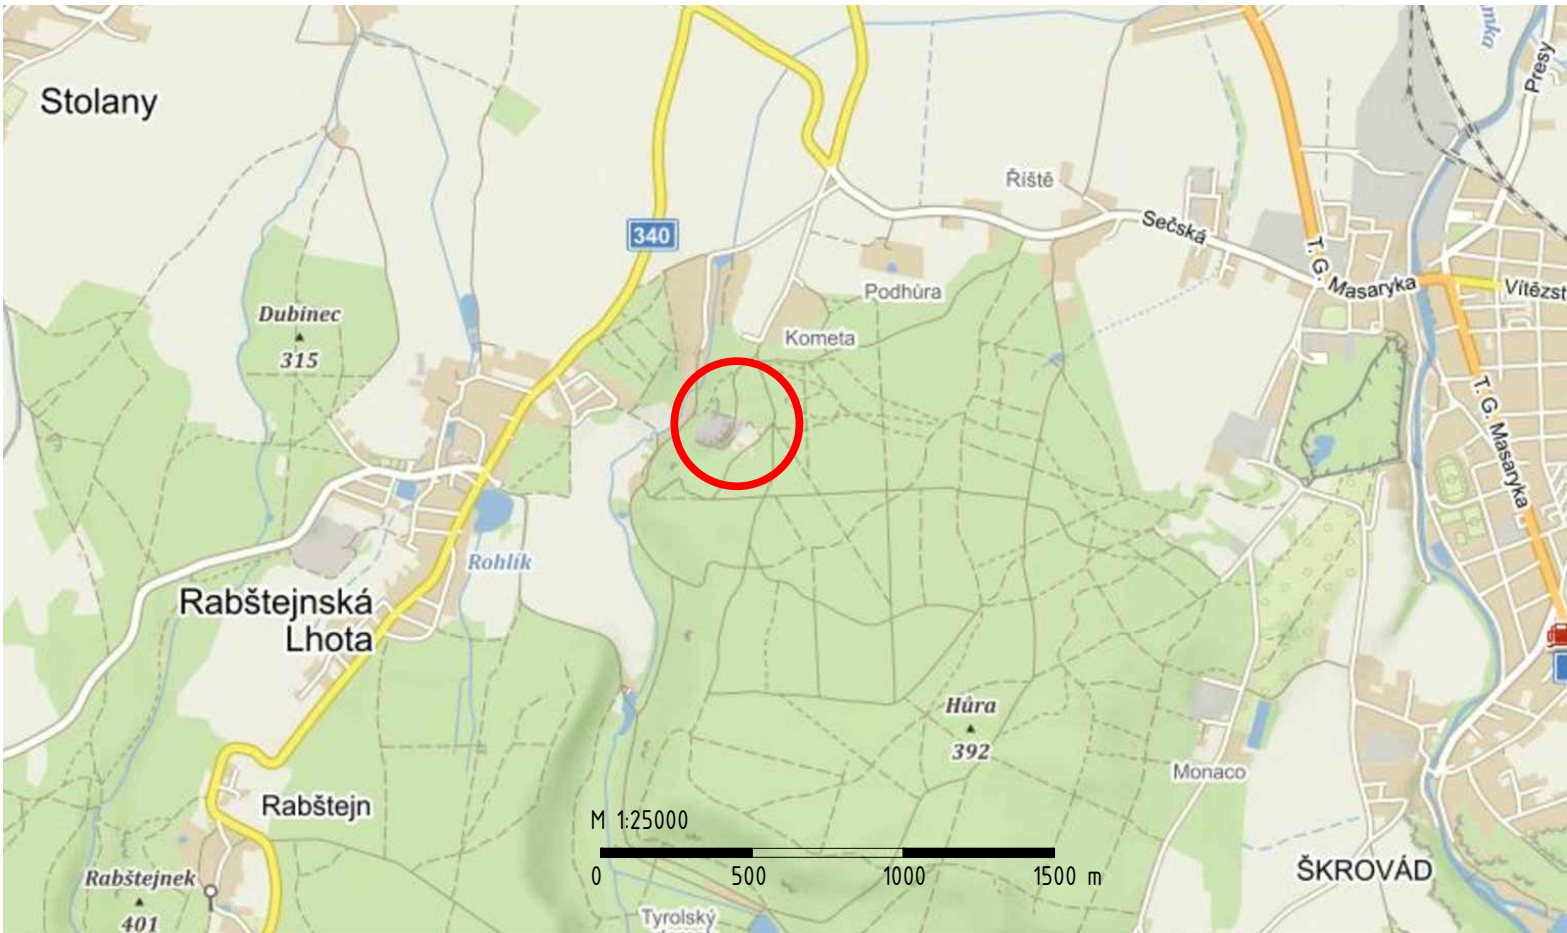 Presy
Stolany
Říště
Sečská
340
T. G. Masaryka
Podhůra
Vítězst
Dubinec
315
Kometa
T. G. Masaryka
Rohlík
Rabštejnská
Lhota
Hůra
392
Monaco
Rabštejn
M 1:25000
0 500 1000 1500 m
Rabštejnek
401
ŠKROVÁD
Tyrolský